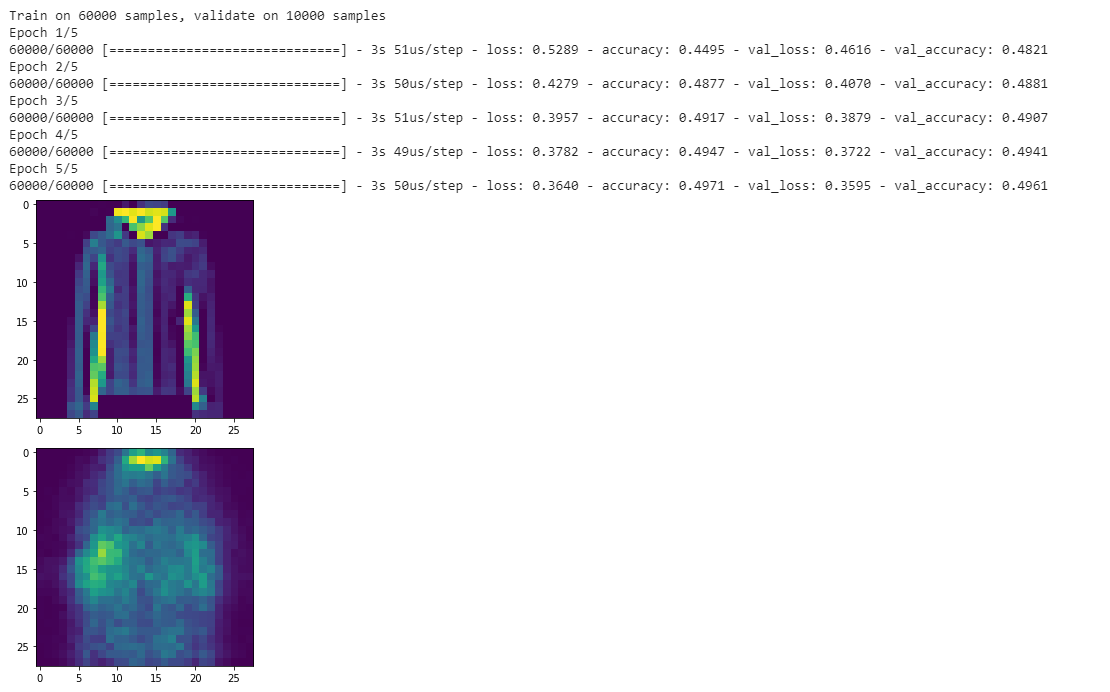 Train on 60000 samples, validate on 10000 samples
Epoch 1/5
60000/60000 [==============================] - 3s 51us/step - loss: 0.5289 - accuracy: 0.4495 - val_loss: 0.4616 - val_accuracy: 0.4821
Epoch 2/5
60000/60000 [==============================] - 3s 50us/step - loss: 0.4279 - accuracy: 0.4877 - val_loss: 0.4070 - val_accuracy: 0.4881
Epoch 3/5
60000/60000 [==============================] - 3s 51us/step - loss: 0.3957 - accuracy: 0.4917 - val_loss: 0.3879 - val_accuracy: 0.4907
Epoch 4/5
60000/60000 [==============================] - 3s 49us/step - loss: 0.3782 - accuracy: 0.4947 - val_loss: 0.3722 - val_accuracy: 0.4941
Epoch 5/5
60000/60000 [==============================] - 3s 50us/step - loss: 0.3640 - accuracy: 0.4971 - val_loss: 0.3595 - val_accuracy: 0.4961
0
5
10
15
20
25
0 5 10 15 20 25
0
5
10
15
20
25
0 5 10 15 20 25